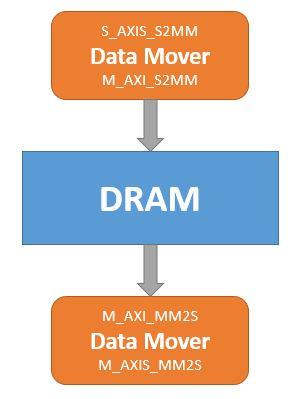 S_AXIS_S2MM
Data Mover
M_AXI_S2MM
DRAM
M_AXI_MM2S
Data Mover
M_AXIS_MM2S